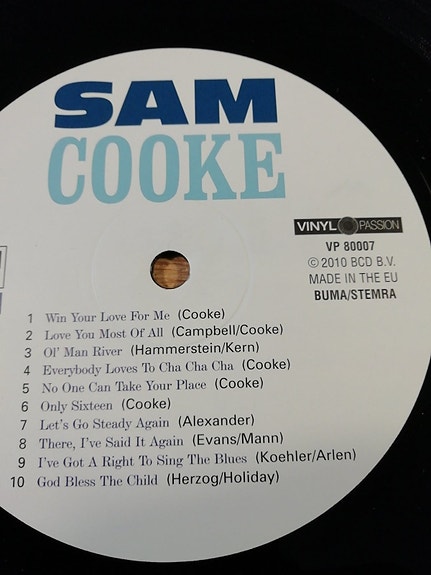 SAM
COOKE
VINYL PASSION
VP 80007
© 2010 BCD B.V.
MADE IN THE EU
BUMA/STEMRA
1 Win Your Love For Me (Cooke)
2 Love You Most Of All (Campbell/Cooke)
3 Ol' Man River (Hammerstein/Kern)
4 Everybody Loves To Cha Cha Cha (Cooke)
5 No One Can Take Your Place (Cooke)
6 Only Sixteen (Cooke)
7 Let's Go Steady Again (Alexander)
8 There, I've Said It Again (Evans/Mann)
9 I've Got A Right To Sing The Blues (Koehler/Arlen)
10 God Bless The Child (Herzog/Holiday)